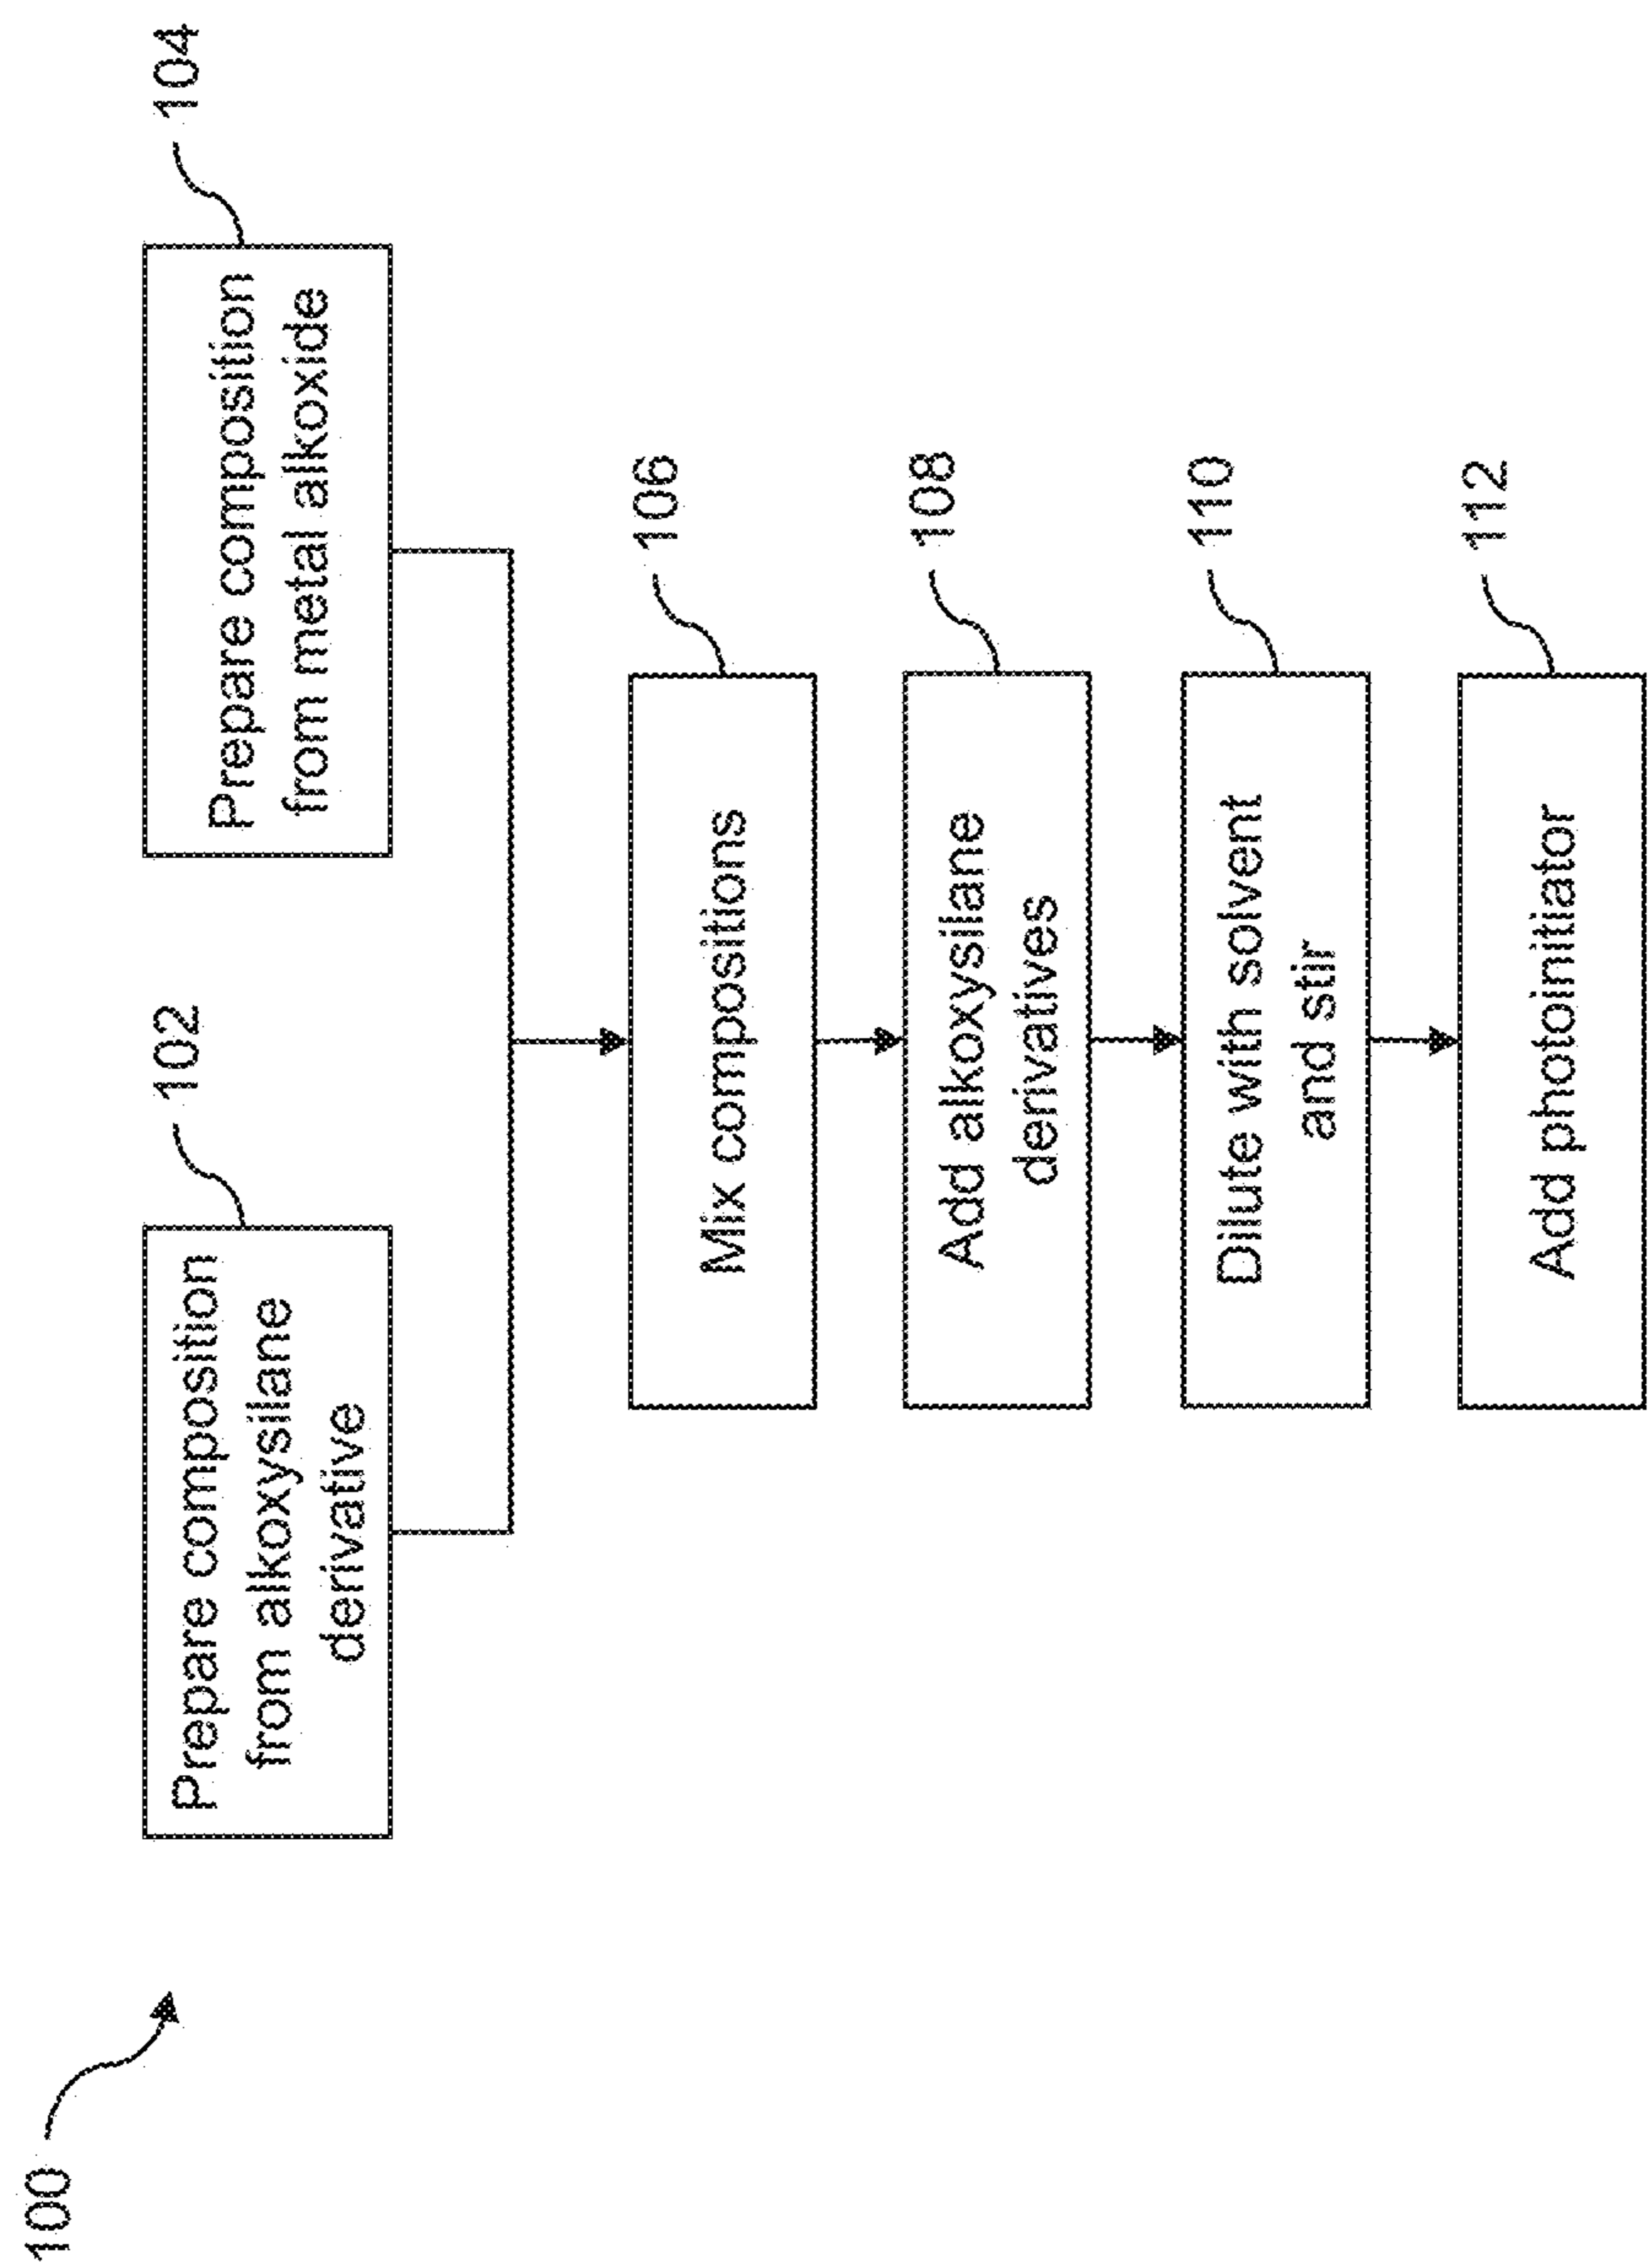 100
102
Prepare composition
from alkoxysilane
derivative
104
Prepare composition
from metal alkoxide
106
Mix compositions
108
Add alkoxysilane
derivatives
110
Dilute with solvent
and stir
112
Add photoinitiator